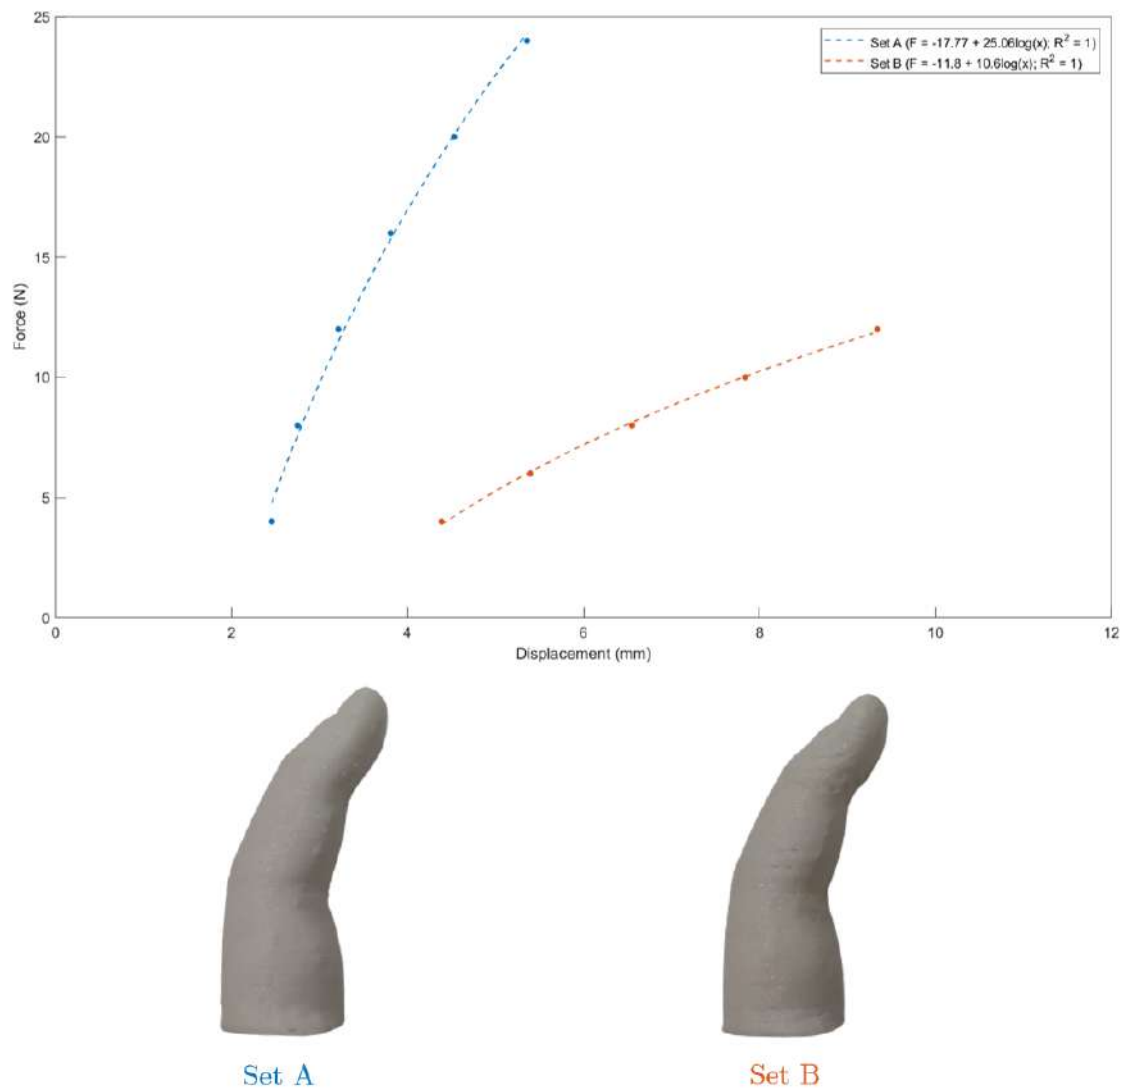 25
Set A (F = -17.77 + 25.06log(x); R² = 1)
Set B (F = -11.8 + 10.6log(x); R² = 1)
20
15
Force (N)
10
5
0
0 2 4 6 8 10 12
Displacement (mm)
Set A Set B